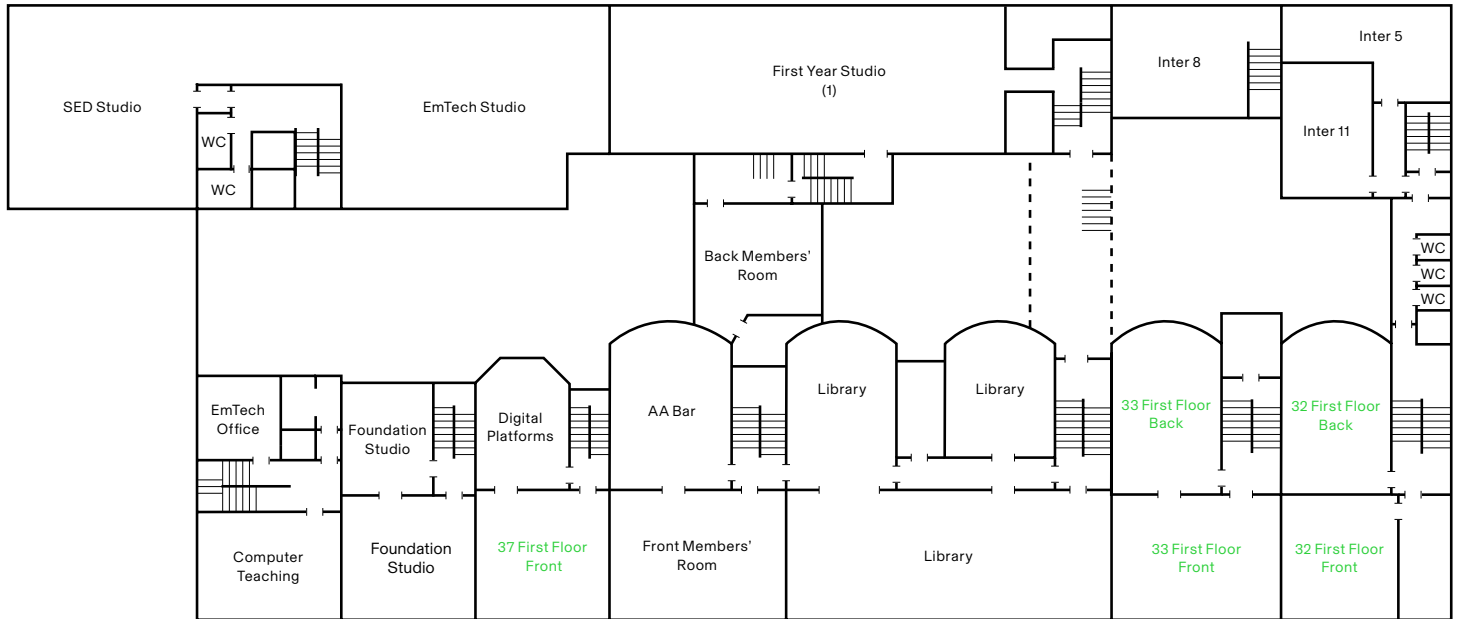 SED Studio
WC
WC
EmTech Studio
First Year Studio
(1)
Inter 8
Inter 5
Inter 11
Back Members’
Room
WC
WC
WC
EmTech
Office
Foundation
Studio
Digital
Platforms
AA Bar
Library
Library
33 First Floor
Back
32 First Floor
Back
Computer
Teaching
Foundation
Studio
37 First Floor
Front
Front Members’
Room
Library
33 First Floor
Front
32 First Floor
Front